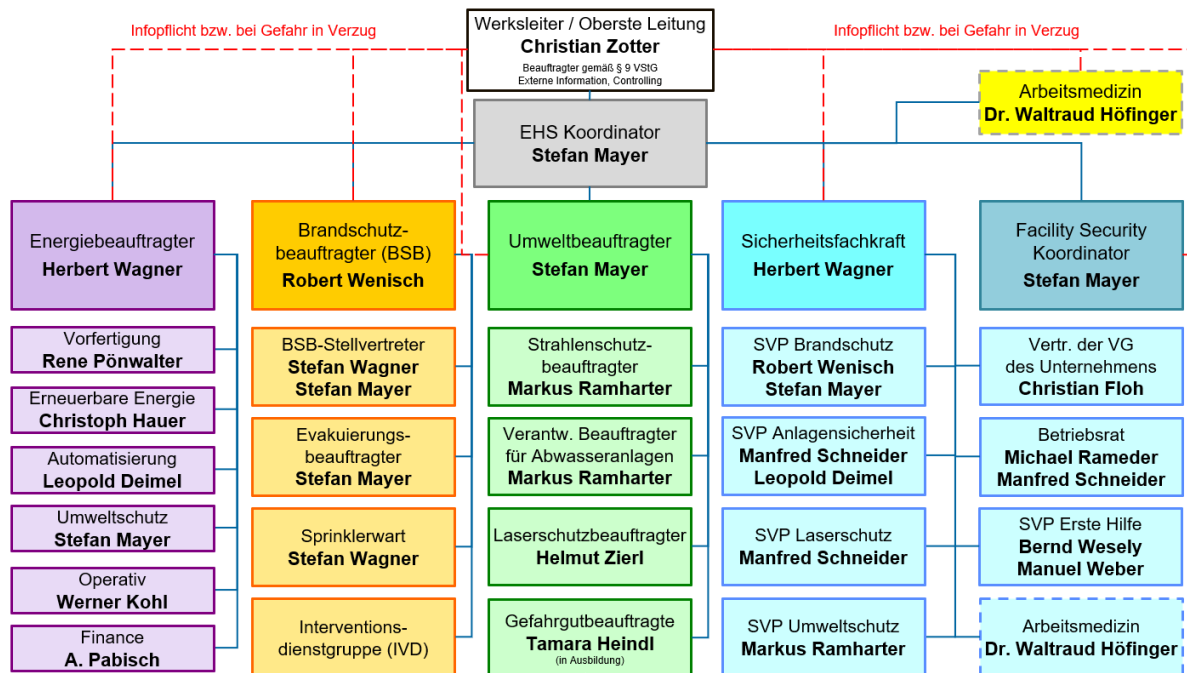 Infopflicht bzw. bei Gefahr in Verzug
Werksleiter / Oberste Leitung
Christian Zotter
Beauftragter gemäß § 9 VStG
Externe Information, Controlling
Infopflicht bzw. bei Gefahr in Verzug
Arbeitsmedizin
Dr. Waltraud Höfinger
EHS Koordinator
Stefan Mayer
Energiebeauftragter
Herbert Wagner
Vorfertigung
Rene Pönwalter
Erneuerbare Energie
Christoph Hauer
Automatisierung
Leopold Deimel
Umweltschutz
Stefan Mayer
Operativ
Werner Kohl
Finance
A. Pabisch
Brandschutz-
beauftragter (BSB)
Robert Wenisch
BSB-Stellvertreter
Stefan Wagner
Stefan Mayer
Evakuierungs-
beauftragter
Stefan Mayer
Sprinklerwart
Stefan Wagner
Interventions-
dienstgruppe (IVD)
Umweltbeauftragter
Stefan Mayer
Strahlenschutz-
beauftragter
Markus Ramharter
Verantw. Beauftragter
für Abwasseranlagen
Markus Ramharter
Laserschutzbeauftragter
Helmut Zierl
Gefahrgutbeauftragte
Tamara Heindl
(in Ausbildung)
Sicherheitsfachkraft
Herbert Wagner
SVP Brandschutz
Robert Wenisch
Stefan Mayer
SVP Anlagensicherheit
Manfred Schneider
Leopold Deimel
SVP Laserschutz
Manfred Schneider
SVP Umweltschutz
Markus Ramharter
Facility Security
Koordinator
Stefan Mayer
Vertr. der VG
des Unternehmens
Christian Floh
Betriebsrat
Michael Rameder
Manfred Schneider
SVP Erste Hilfe
Bernd Wesely
Manuel Weber
Arbeitsmedizin
Dr. Waltraud Höfinger